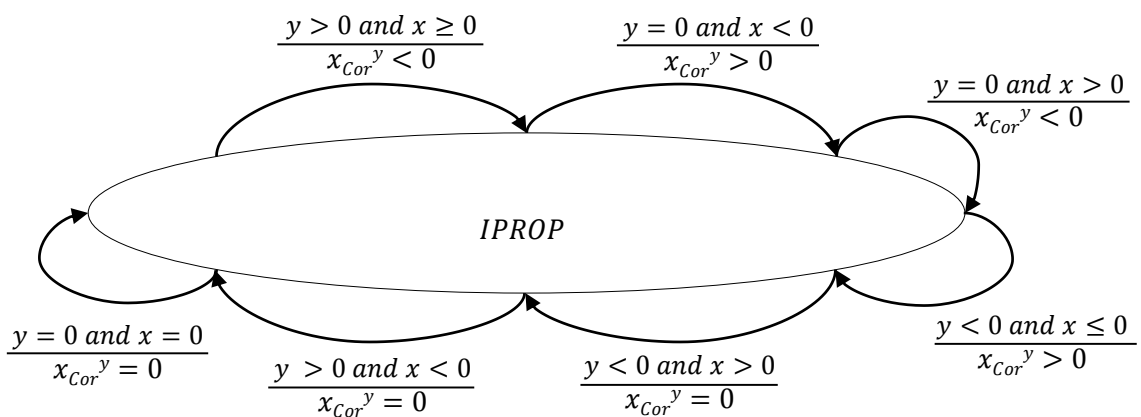 y > 0 and x ≥ 0
x_Cor^y < 0
y = 0 and x < 0
x_Cor^y > 0
y = 0 and x > 0
x_Cor^y < 0
IPROP
y = 0 and x = 0
x_Cor^y = 0
y > 0 and x < 0
x_Cor^y = 0
y < 0 and x > 0
x_Cor^y = 0
y < 0 and x ≤ 0
x_Cor^y > 0